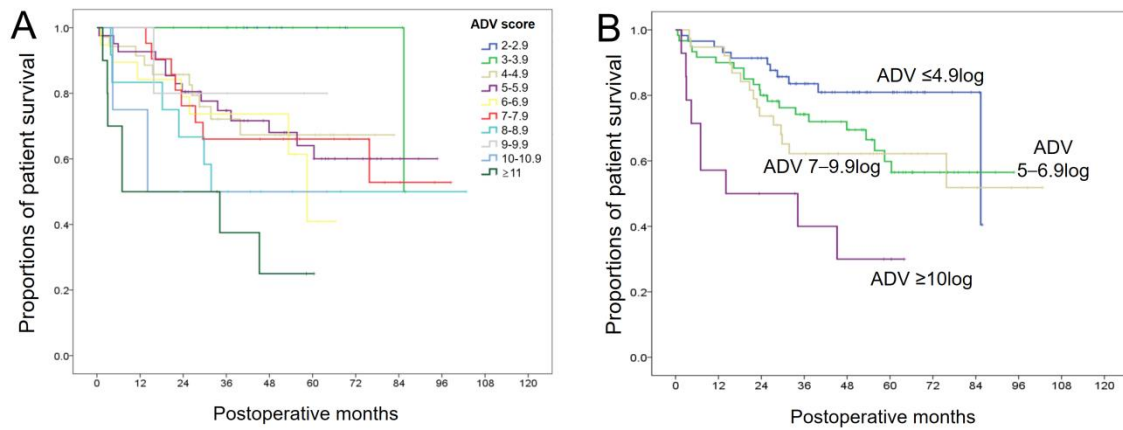 A
Proportions of patient survival
1.0
0.8
0.6
0.4
0.2
0.0
0 12 24 36 48 60 72 84 96 108 120
Postoperative months
ADV score
2-2.9
3-3.9
4-4.9
5-5.9
6-6.9
7-7.9
8-8.9
9-9.9
10-10.9
≥11
B
Proportions of patient survival
1.0
0.8
0.6
0.4
0.2
0.0
0 12 24 36 48 60 72 84 96 108 120
Postoperative months
ADV ≤4.9log
ADV
5–6.9log
ADV 7–9.9log
ADV ≥10log